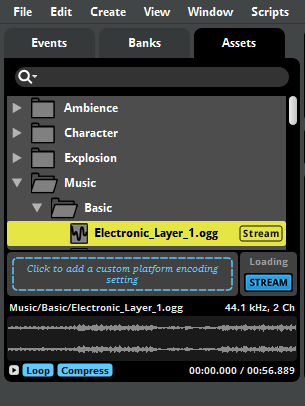 File Edit Create View Window Scripts
Events Banks Assets
Ambience
Character
Explosion
Music
Basic
Electronic_Layer_1.ogg Stream
Click to add a custom platform encoding
setting
Loading
STREAM
Music/Basic/Electronic_Layer_1.ogg 44.1 kHz, 2 Ch
Loop Compress 00:00.000 / 00:56.889